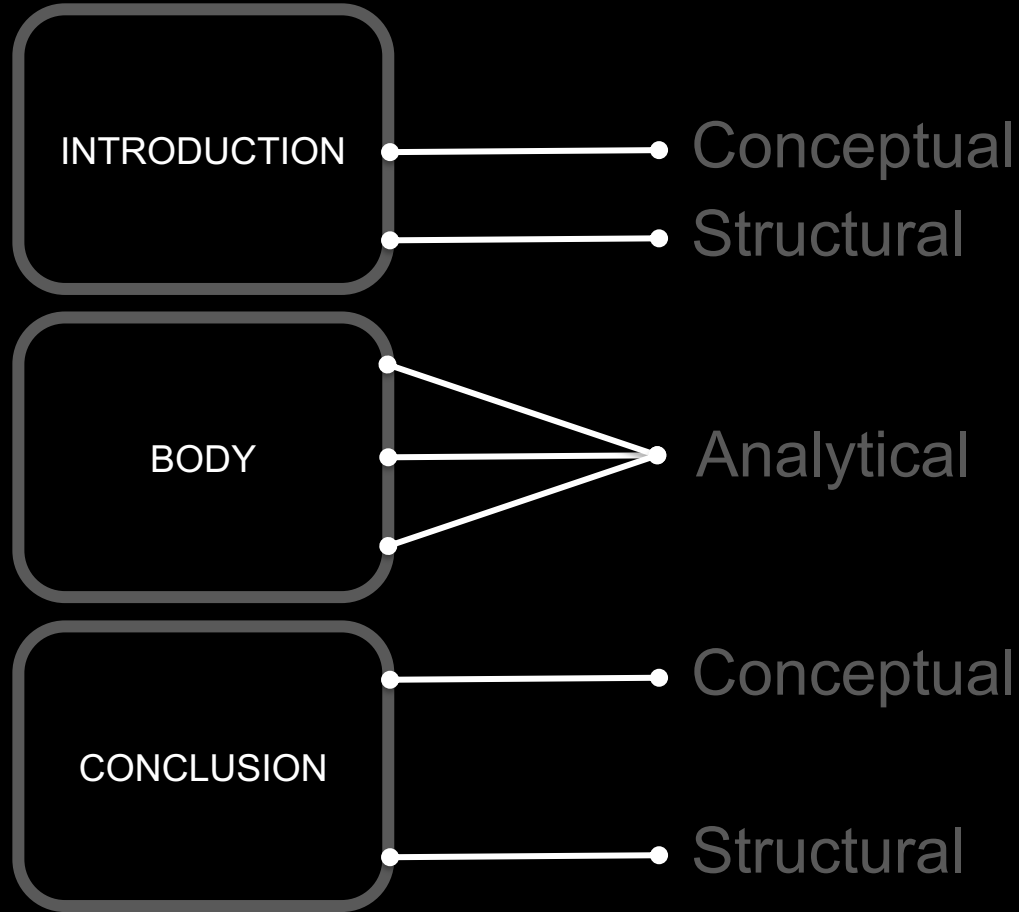 INTRODUCTION
Conceptual
Structural
BODY
Analytical
Conceptual
CONCLUSION
Structural